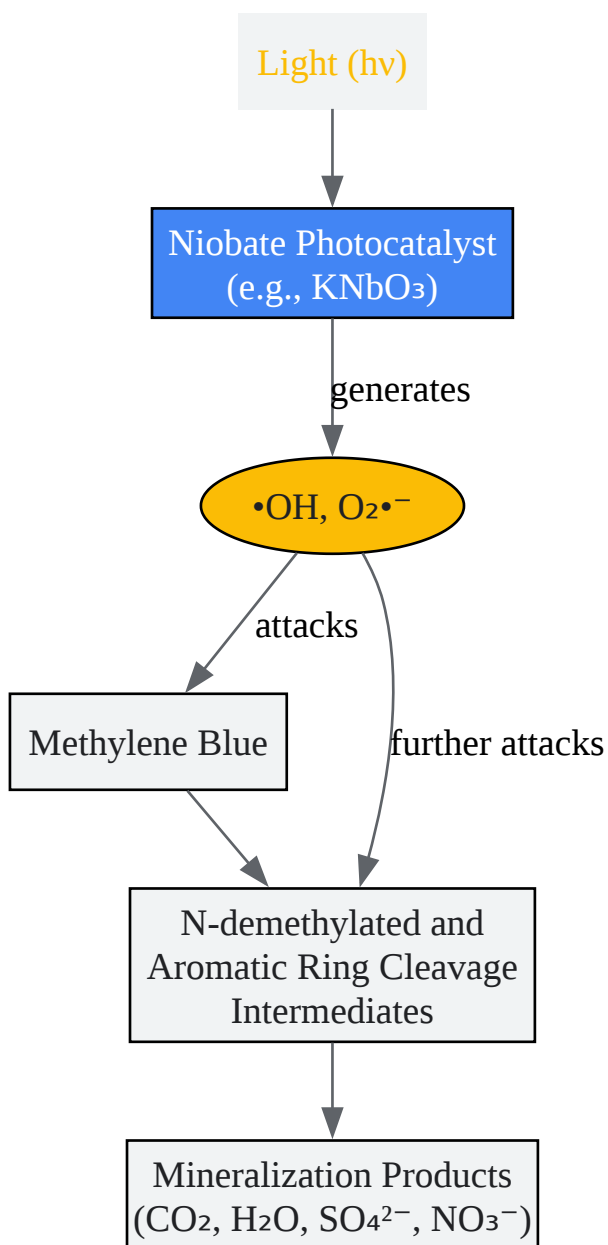 Light (hν)
Niobate Photocatalyst
(e.g., KNbO₃)
generates
•OH, O₂•⁻
attacks
Methylene Blue
further attacks
N-demethylated and
Aromatic Ring Cleavage
Intermediates
Mineralization Products
(CO₂, H₂O, SO₄²⁻, NO₃⁻)